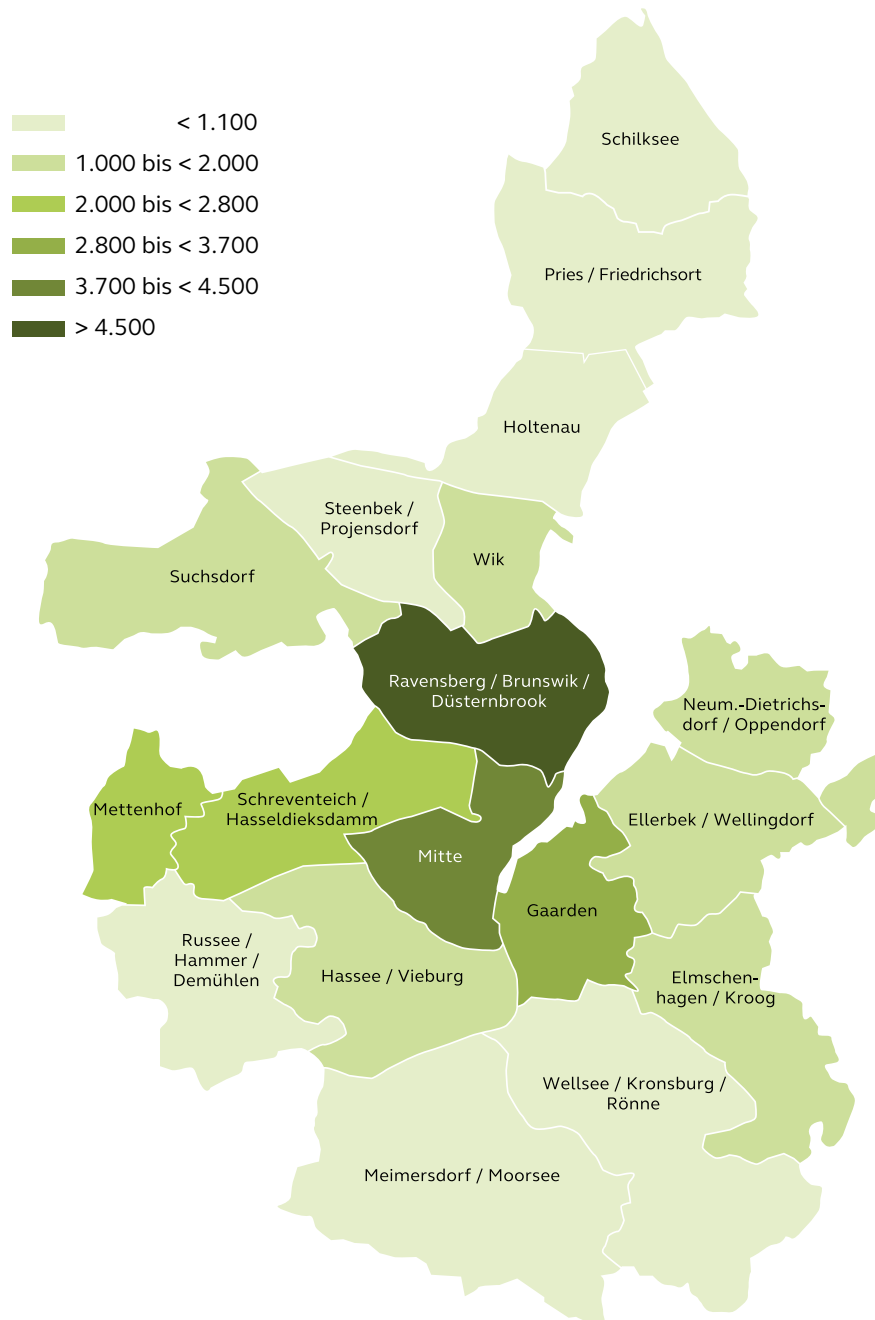 < 1.100
1.000 bis < 2.000
2.000 bis < 2.800
2.800 bis < 3.700
3.700 bis < 4.500
> 4.500
Schilksee
Pries / Friedrichsort
Holtenau
Steenbek /
Projensdorf
Wik
Suchsdorf
Ravensberg / Brunswik /
Düsternbrook
Neum.-Dietrichs-
dorf / Oppendorf
Mettenhof
Schreventeich /
Hasseldieksdamm
Ellerbek / Wellingdorf
Mitte
Gaarden
Russee /
Hammer /
Demühlen
Hassee / Vieburg
Elmschen-
hagen / Kroog
Wellsee / Kronsburg /
Rönne
Meimersdorf / Moorsee